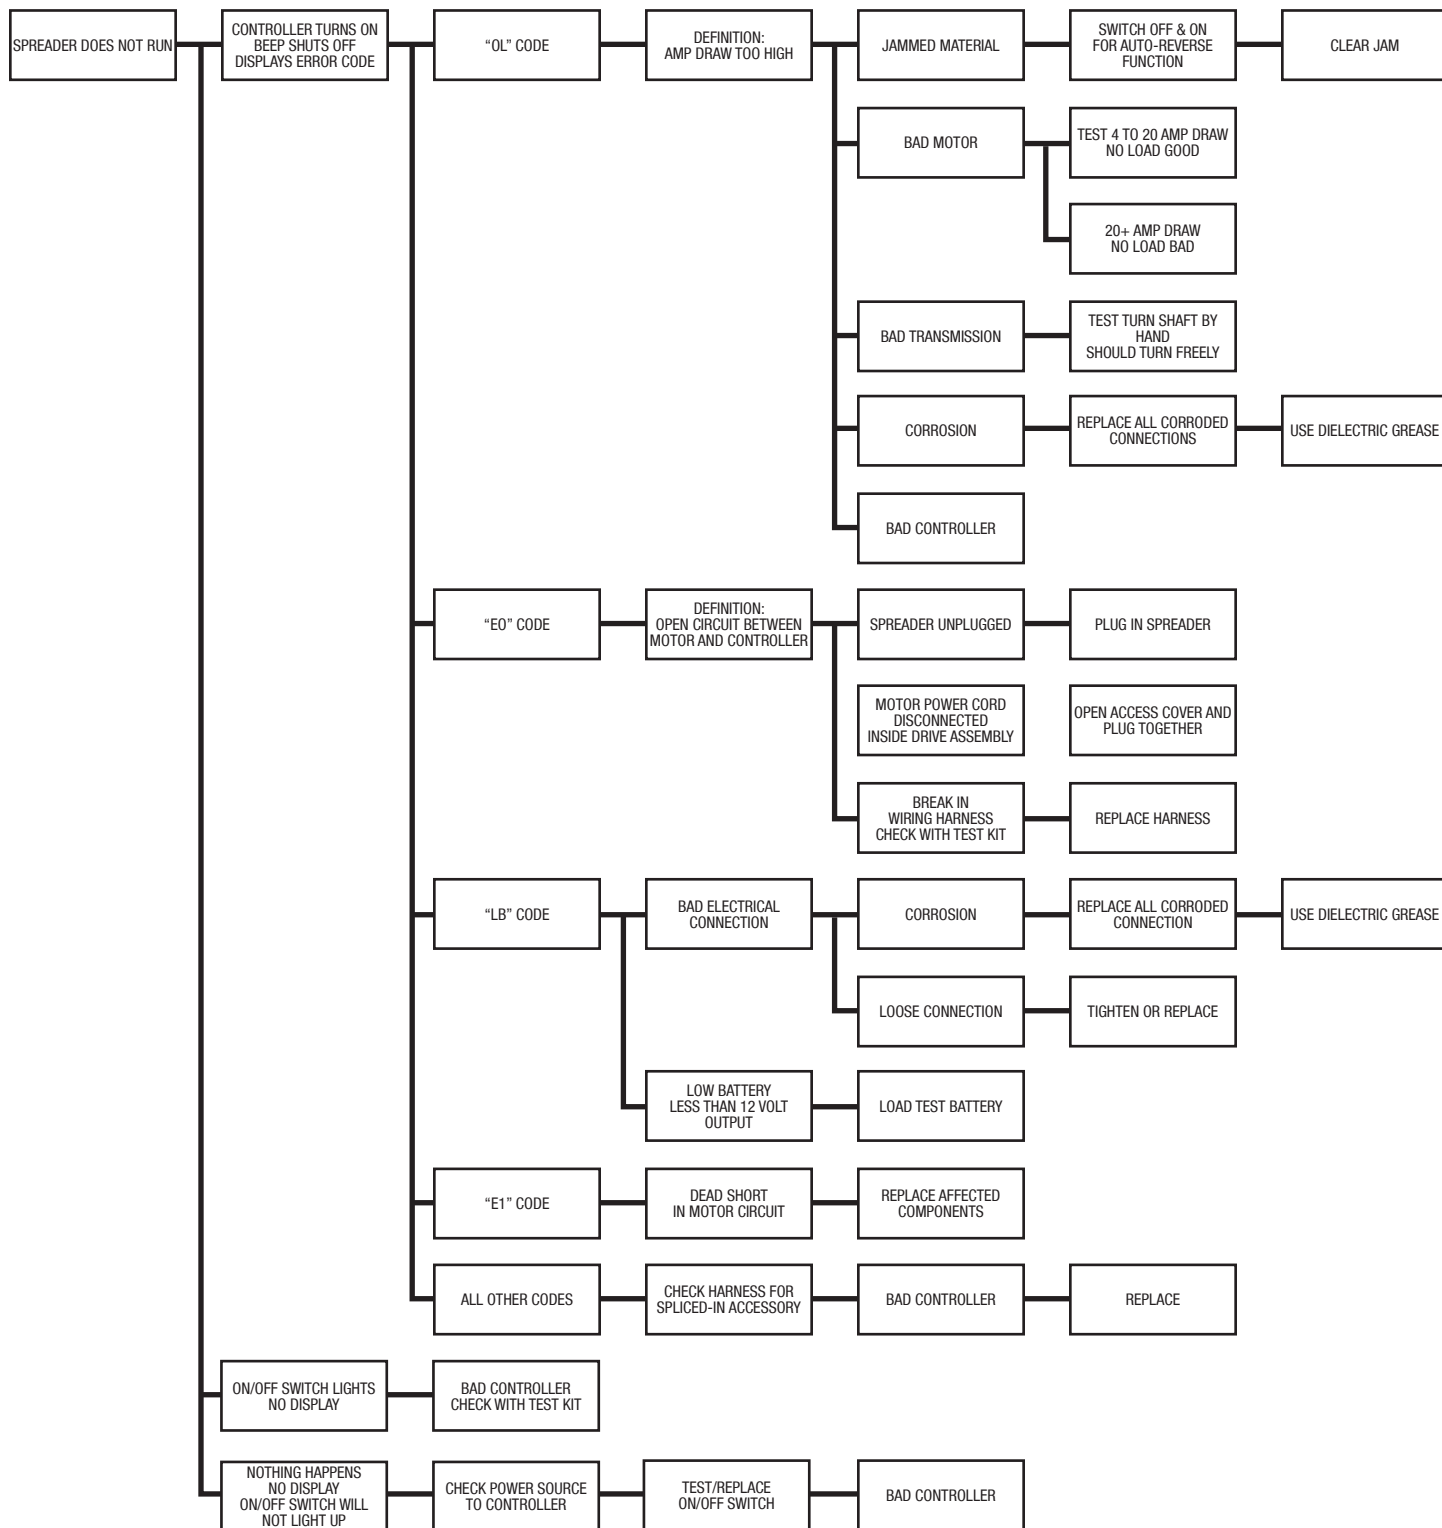 SPREADER DOES NOT RUN
CONTROLLER TURNS ON
BEEP SHUTS OFF
DISPLAYS ERROR CODE
“OL” CODE
DEFINITION:
AMP DRAW TOO HIGH
JAMMED MATERIAL
SWITCH OFF & ON
FOR AUTO-REVERSE
FUNCTION
CLEAR JAM
BAD MOTOR
TEST 4 TO 20 AMP DRAW
NO LOAD GOOD
20+ AMP DRAW
NO LOAD BAD
BAD TRANSMISSION
TEST TURN SHAFT BY
HAND
SHOULD TURN FREELY
CORROSION
REPLACE ALL CORRODED
CONNECTIONS
USE DIELECTRIC GREASE
BAD CONTROLLER
“EO” CODE
DEFINITION:
OPEN CIRCUIT BETWEEN
MOTOR AND CONTROLLER
SPREADER UNPLUGGED
PLUG IN SPREADER
MOTOR POWER CORD
DISCONNECTED
INSIDE DRIVE ASSEMBLY
OPEN ACCESS COVER AND
PLUG TOGETHER
BREAK IN
WIRING HARNESS
CHECK WITH TEST KIT
REPLACE HARNESS
“LB” CODE
BAD ELECTRICAL
CONNECTION
CORROSION
REPLACE ALL CORRODED
CONNECTION
USE DIELECTRIC GREASE
LOOSE CONNECTION
TIGHTEN OR REPLACE
LOW BATTERY
LESS THAN 12 VOLT
OUTPUT
LOAD TEST BATTERY
“E1” CODE
DEAD SHORT
IN MOTOR CIRCUIT
REPLACE AFFECTED
COMPONENTS
ALL OTHER CODES
CHECK HARNESS FOR
SPLICED-IN ACCESSORY
BAD CONTROLLER
REPLACE
ON/OFF SWITCH LIGHTS
NO DISPLAY
BAD CONTROLLER
CHECK WITH TEST KIT
NOTHING HAPPENS
NO DISPLAY
ON/OFF SWITCH WILL
NOT LIGHT UP
CHECK POWER SOURCE
TO CONTROLLER
TEST/REPLACE
ON/OFF SWITCH
BAD CONTROLLER